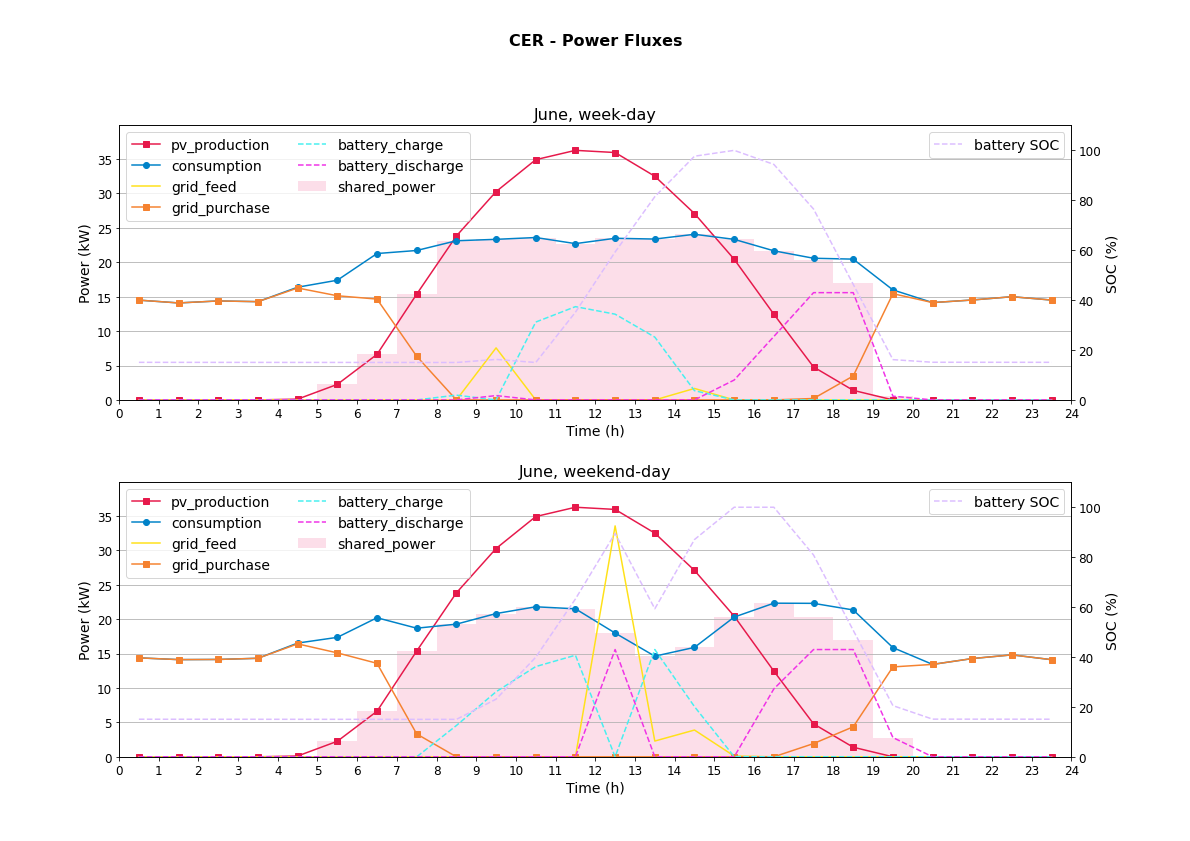 CER - Power Fluxes
June, week-day
pv_production
consumption
grid_feed
grid_purchase
battery_charge
battery_discharge
shared_power
battery SOC
Power (kW)
35
30
25
20
15
10
5
0
SOC (%)
100
80
60
40
20
0
0 1 2 3 4 5 6 7 8 9 10 11 12 13 14 15 16 17 18 19 20 21 22 23 24
Time (h)
June, weekend-day
pv_production
consumption
grid_feed
grid_purchase
battery_charge
battery_discharge
shared_power
battery SOC
Power (kW)
35
30
25
20
15
10
5
0
SOC (%)
100
80
60
40
20
0
0 1 2 3 4 5 6 7 8 9 10 11 12 13 14 15 16 17 18 19 20 21 22 23 24
Time (h)